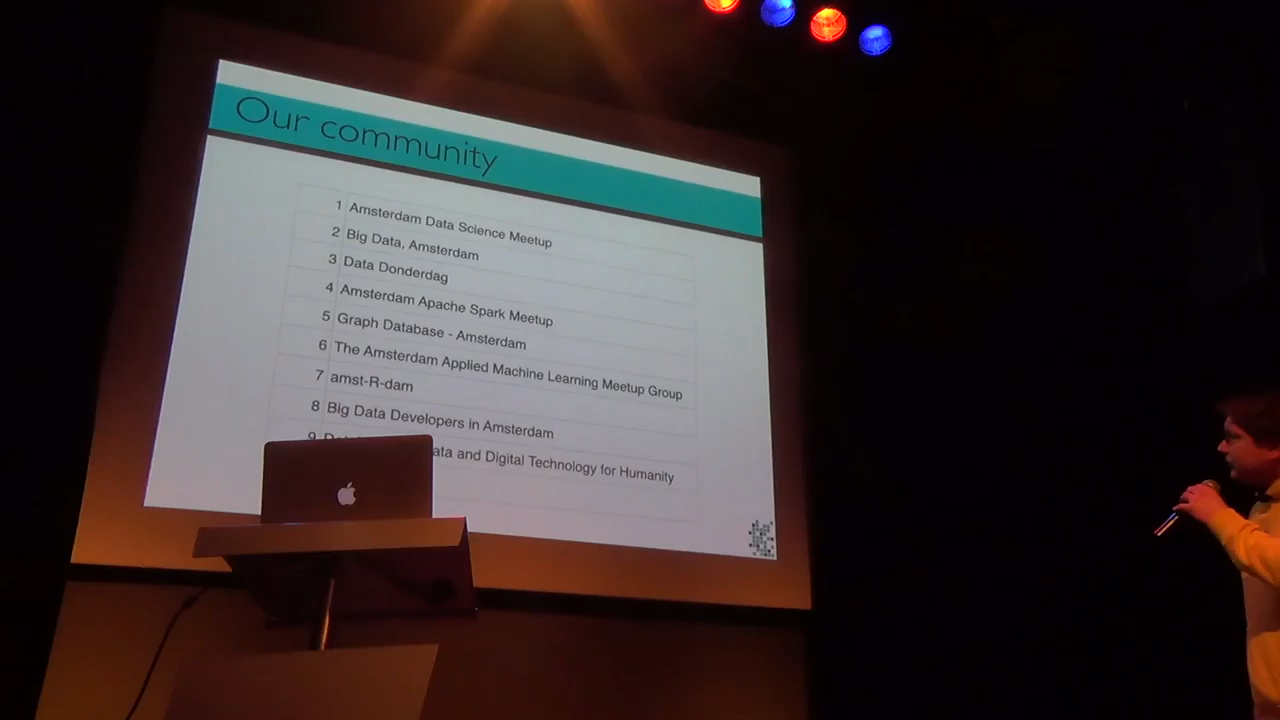 Our community
1 Amsterdam Data Science Meetup
2 Big Data, Amsterdam
3 Data Donderdag
4 Amsterdam Apache Spark Meetup
5 Graph Database - Amsterdam
6 The Amsterdam Applied Machine Learning Meetup Group
7 amst-R-dam
8 Big Data Developers in Amsterdam
9 and Digital Technology for Humanity